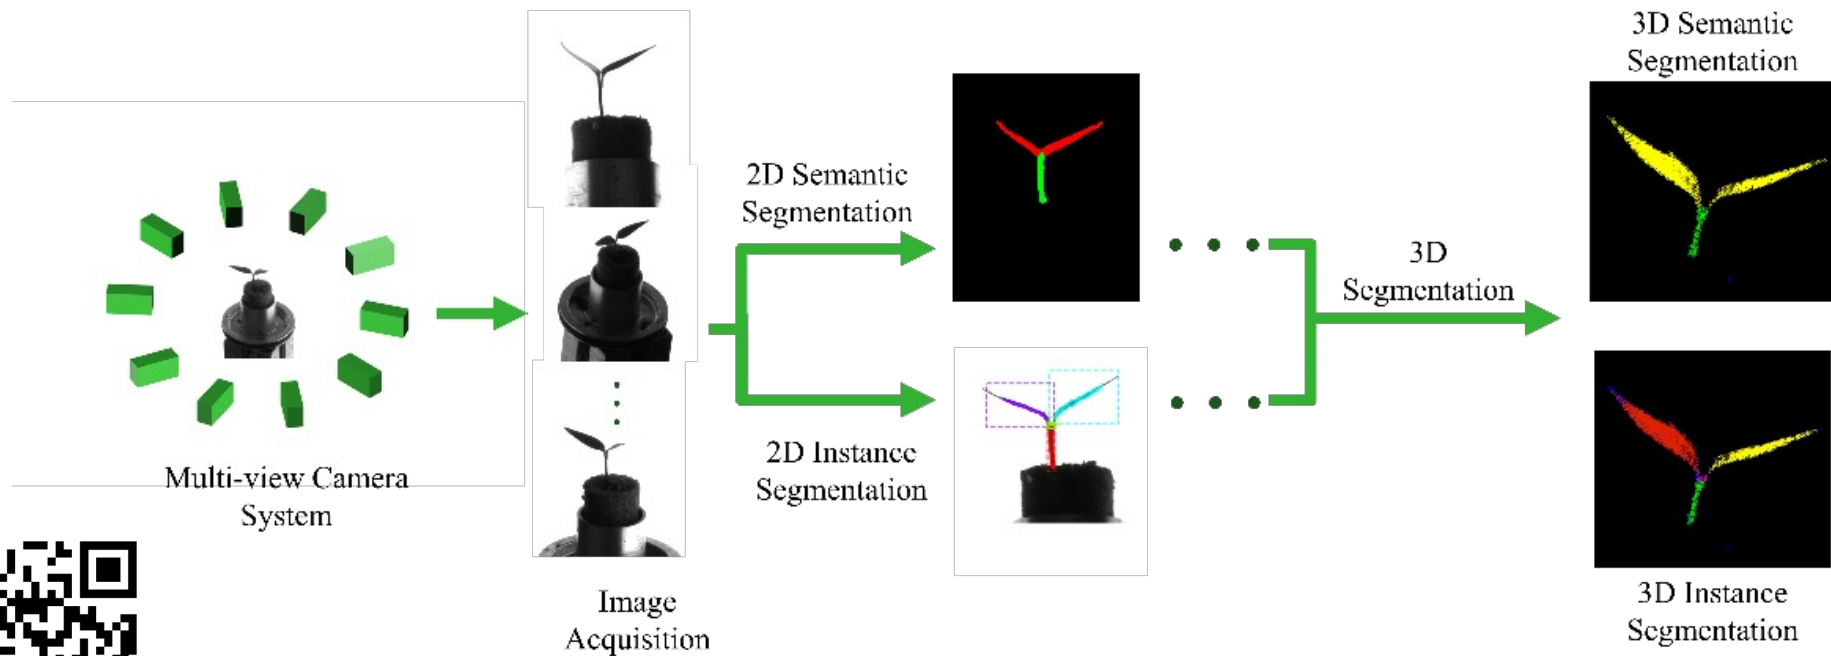 Multi-view Camera
System
Image
Acquisition
2D Semantic
Segmentation
2D Instance
Segmentation
3D
Segmentation
3D Semantic
Segmentation
3D Instance
Segmentation